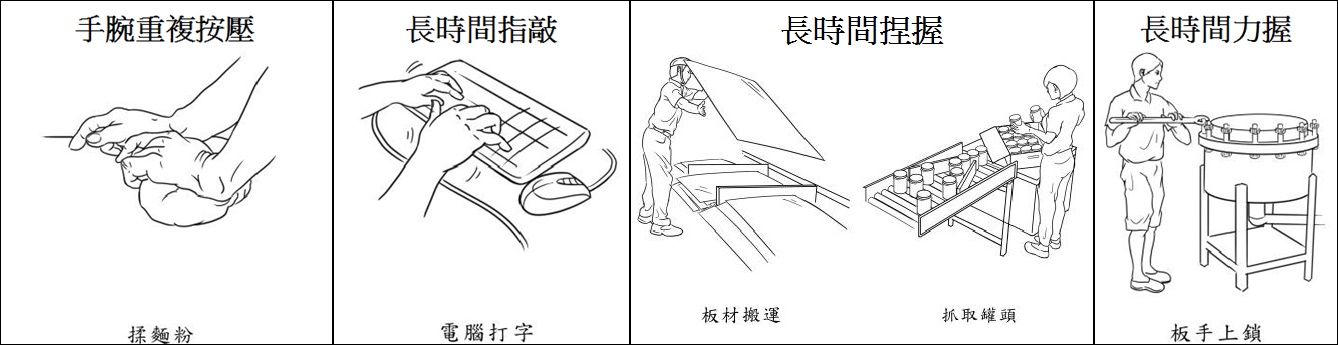 手腕重複按壓
長時間指敲
長時間捏握
長時間力握
揉麵粉
電腦打字
板材搬運
抓取罐頭
板手上鎖